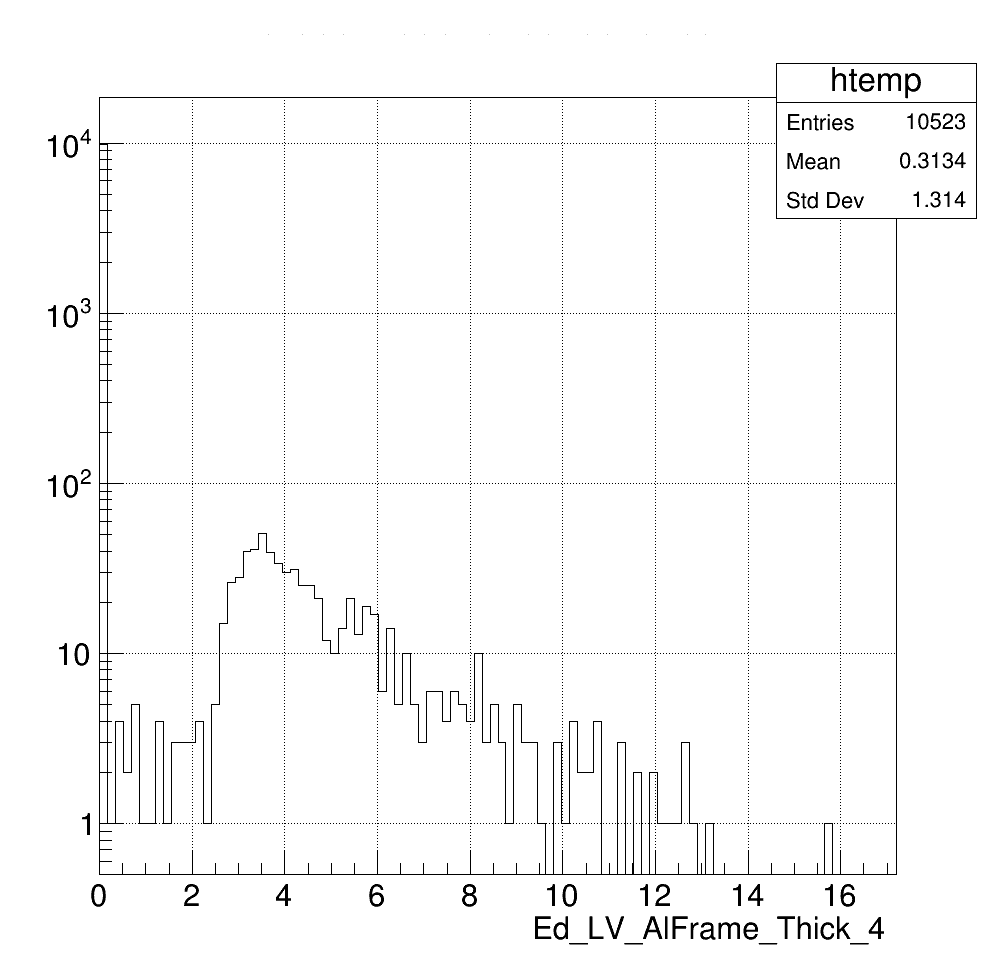 htemp
Entries 10523
Mean 0.3134
Std Dev 1.314
10⁴
10³
10²
10
1
0 2 4 6 8 10 12 14 16
Ed_LV_AlFrame_Thick_4